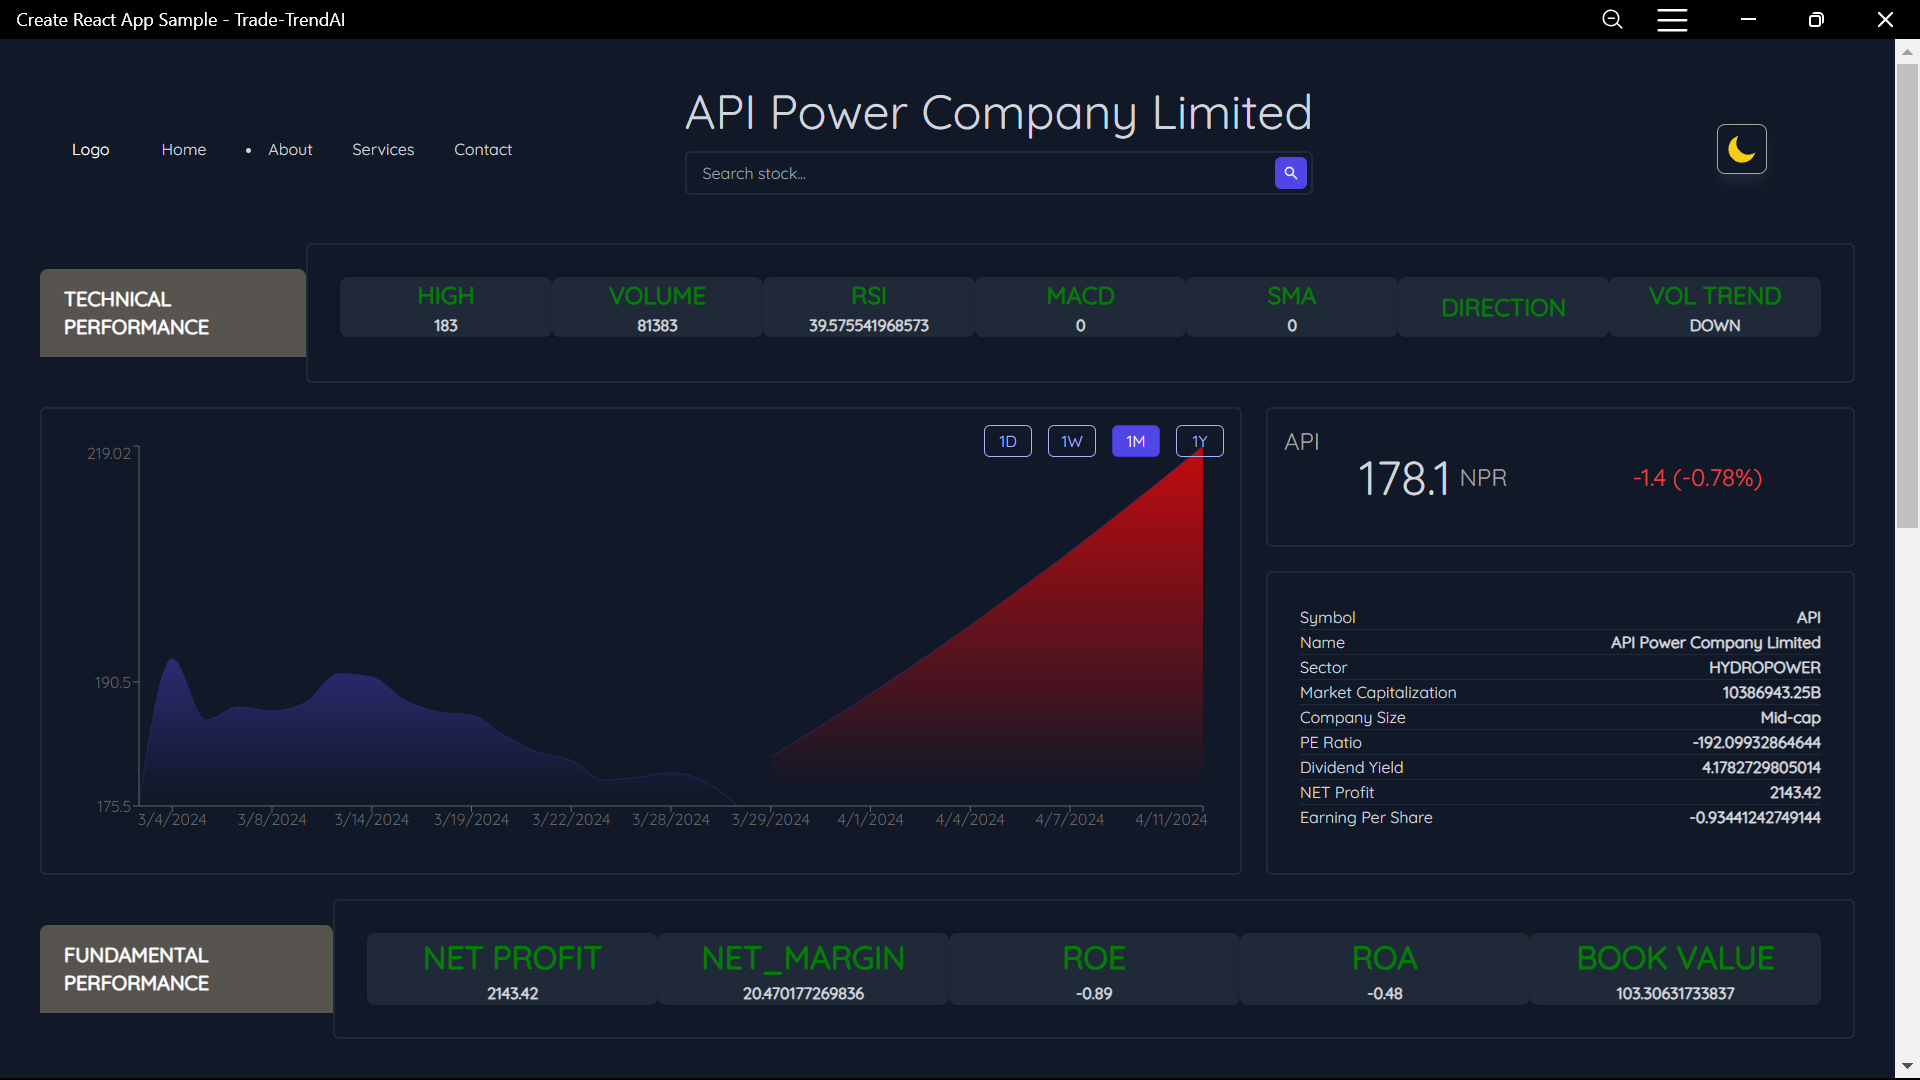 Create React App Sample - Trade-TrendAI
API Power Company Limited
Logo
Home
• About
Services
Contact
Search stock...
TECHNICAL
PERFORMANCE
HIGH
183
VOLUME
81383
RSI
39.575541968573
MACD
0
SMA
0
DIRECTION
VOL TREND
DOWN
1D 1W 1M 1Y
219.02
190.5
175.5
3/4/2024 3/8/2024 3/14/2024 3/19/2024 3/22/2024 3/28/2024 3/29/2024 4/1/2024 4/4/2024 4/7/2024 4/11/2024
API
178.1 NPR -1.4 (-0.78%)
Symbol API
Name API Power Company Limited
Sector HYDROPOWER
Market Capitalization 10386943.25B
Company Size Mid-cap
PE Ratio -192.09932864644
Dividend Yield 4.1782729805014
NET Profit 2143.42
Earning Per Share -0.93441242749144
FUNDAMENTAL
PERFORMANCE
NET PROFIT
2143.42
NET_MARGIN
20.470177269836
ROE
-0.89
ROA
-0.48
BOOK VALUE
103.30631733837